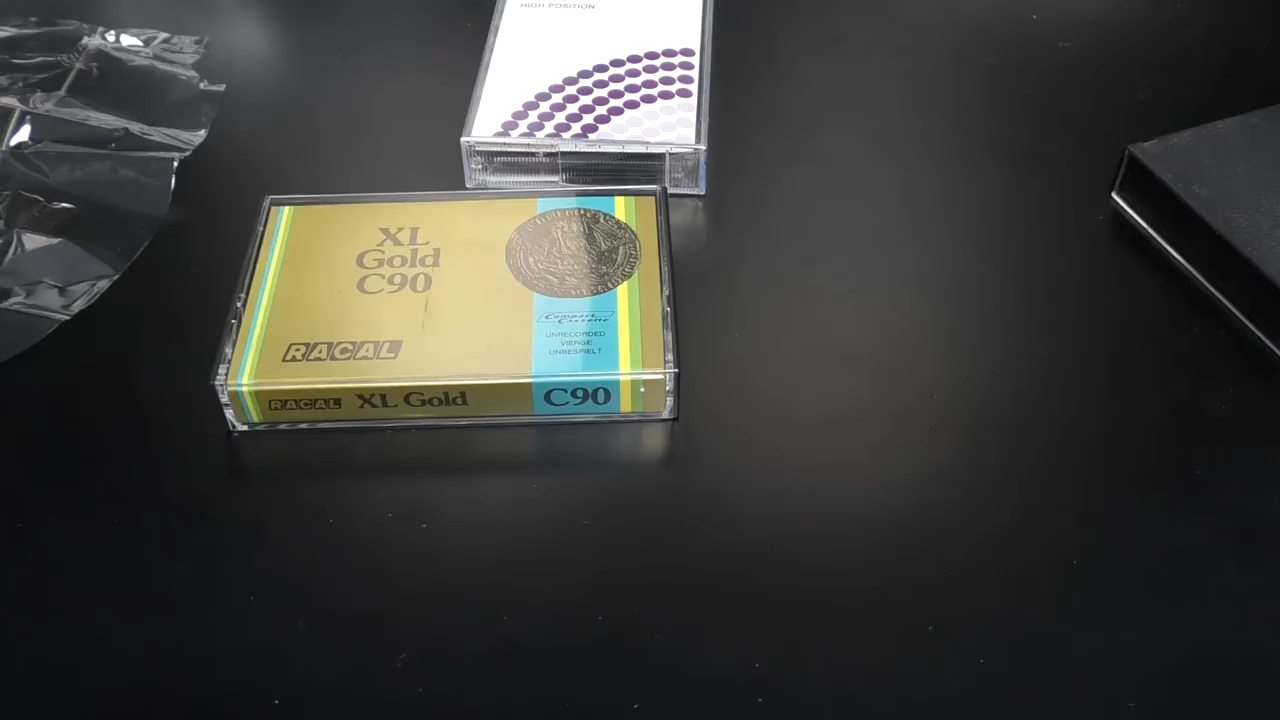 HIGH POSITION
XL
Gold
C90
Compact
Cassette
UNRECORDED
VIERGE
UNBESPIELT
RACAL
RACAL XL Gold C90